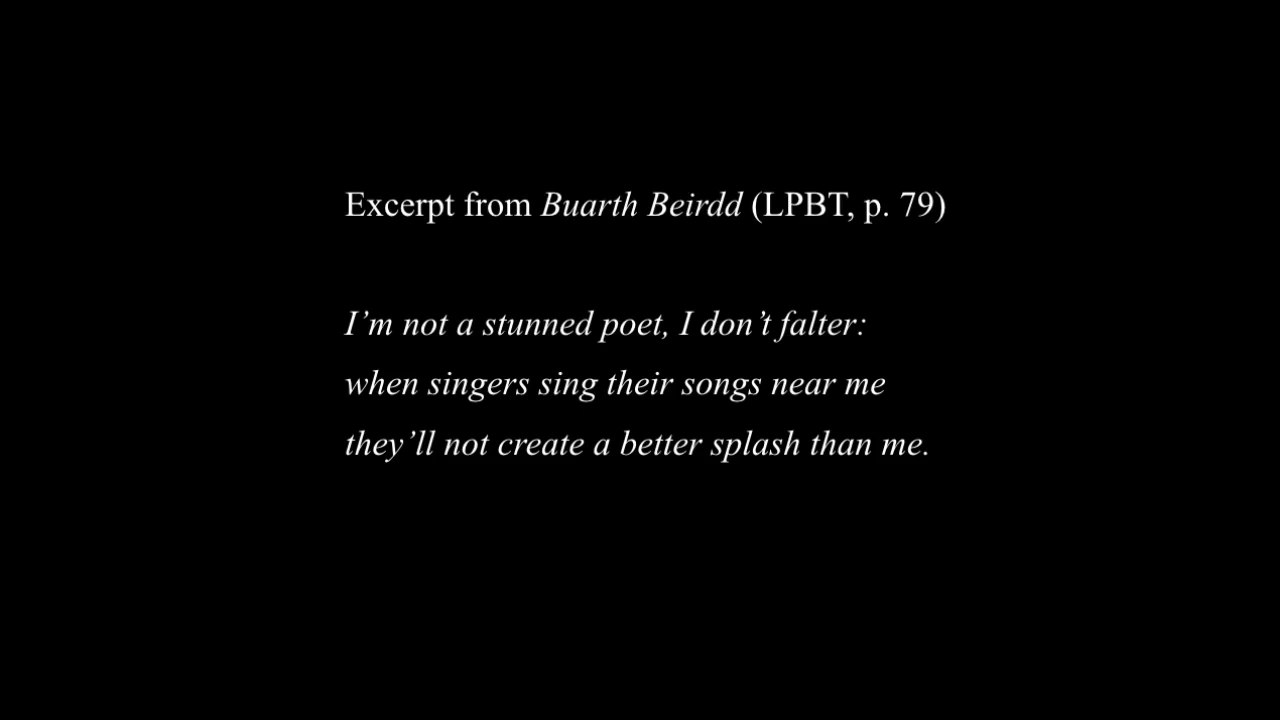 Excerpt from Buarth Beirdd (LPBT, p. 79)
I’m not a stunned poet, I don’t falter:
when singers sing their songs near me
they’ll not create a better splash than me.